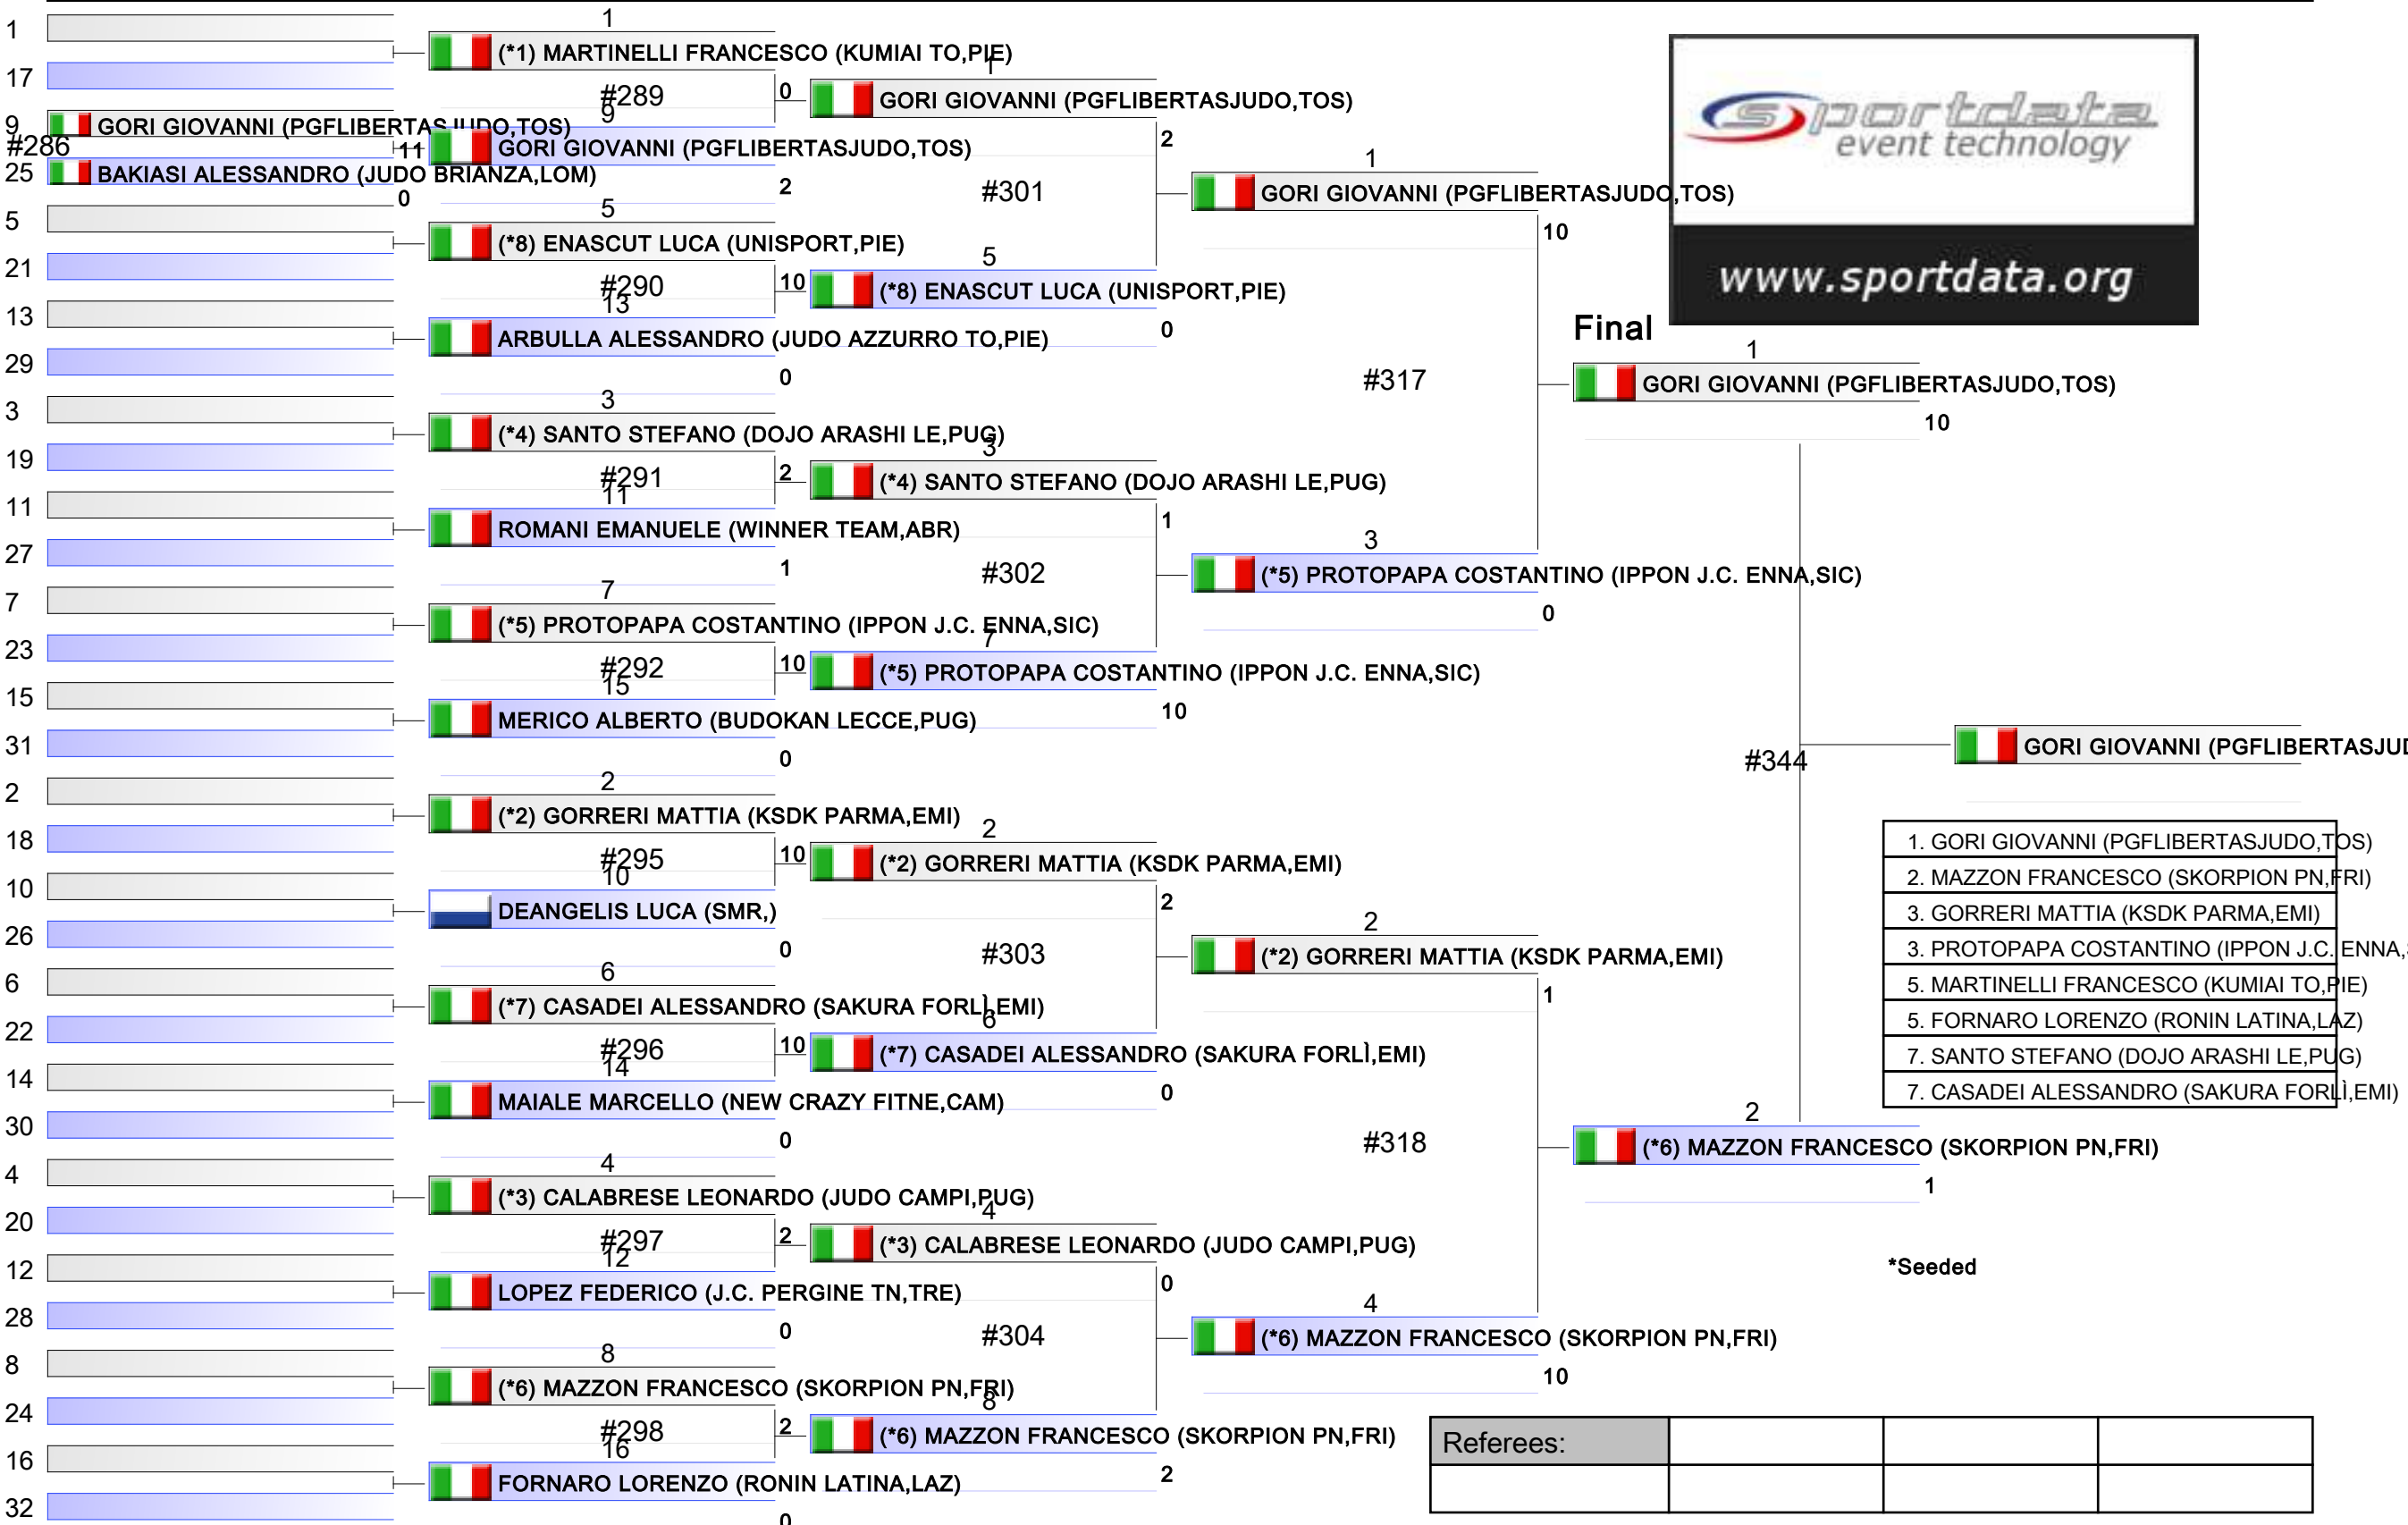 1
1
(*1) MARTINELLI FRANCESCO (KUMIAI TO,PIE)
17
1
#289
0
GORI GIOVANNI (PGFLIBERTASJUDO,TOS)
9
GORI GIOVANNI (PGFLIBERTASJUDO,TOS)
9
2
#286
11
GORI GIOVANNI (PGFLIBERTASJUDO,TOS)
25
BAKIASI ALESSANDRO (JUDO BRIANZA,LOM)
0
2
#301
1
GORI GIOVANNI (PGFLIBERTASJUDO,TOS)
10
5
5
(*8) ENASCUT LUCA (UNISPORT,PIE)
21
#290
10
5
(*8) ENASCUT LUCA (UNISPORT,PIE)
0
13
13
ARBULLA ALESSANDRO (JUDO AZZURRO TO,PIE)
29
0
#317
Final
1
GORI GIOVANNI (PGFLIBERTASJUDO,TOS)
10
3
3
(*4) SANTO STEFANO (DOJO ARASHI LE,PUG)
19
#291
2
3
(*4) SANTO STEFANO (DOJO ARASHI LE,PUG)
1
11
11
ROMANI EMANUELE (WINNER TEAM,ABR)
27
1
#302
3
(*5) PROTOPAPA COSTANTINO (IPPON J.C. ENNA,SIC)
0
7
7
(*5) PROTOPAPA COSTANTINO (IPPON J.C. ENNA,SIC)
23
#292
10
7
(*5) PROTOPAPA COSTANTINO (IPPON J.C. ENNA,SIC)
10
15
15
MERICO ALBERTO (BUDOKAN LECCE,PUG)
31
0
#344
GORI GIOVANNI (PGFLIBERTASJUD
2
2
(*2) GORRERI MATTIA (KSDK PARMA,EMI)
18
#295
10
2
(*2) GORRERI MATTIA (KSDK PARMA,EMI)
2
10
10
DEANGELIS LUCA (SMR,)
26
0
#303
2
(*2) GORRERI MATTIA (KSDK PARMA,EMI)
1
6
6
(*7) CASADEI ALESSANDRO (SAKURA FORLÌ,EMI)
22
#296
10
6
(*7) CASADEI ALESSANDRO (SAKURA FORLÌ,EMI)
0
14
14
MAIALE MARCELLO (NEW CRAZY FITNE,CAM)
30
0
#318
2
(*6) MAZZON FRANCESCO (SKORPION PN,FRI)
1
4
4
(*3) CALABRESE LEONARDO (JUDO CAMPI,PUG)
20
#297
2
4
(*3) CALABRESE LEONARDO (JUDO CAMPI,PUG)
0
12
12
LOPEZ FEDERICO (J.C. PERGINE TN,TRE)
28
0
#304
4
(*6) MAZZON FRANCESCO (SKORPION PN,FRI)
10
8
8
(*6) MAZZON FRANCESCO (SKORPION PN,FRI)
24
#298
2
8
(*6) MAZZON FRANCESCO (SKORPION PN,FRI)
2
16
16
FORNARO LORENZO (RONIN LATINA,LAZ)
32
0
sportdata
event technology
www.sportdata.org
1. GORI GIOVANNI (PGFLIBERTASJUDO,TOS)
2. MAZZON FRANCESCO (SKORPION PN,FRI)
3. GORRERI MATTIA (KSDK PARMA,EMI)
3. PROTOPAPA COSTANTINO (IPPON J.C. ENNA,
5. MARTINELLI FRANCESCO (KUMIAI TO,PIE)
5. FORNARO LORENZO (RONIN LATINA,LAZ)
7. SANTO STEFANO (DOJO ARASHI LE,PUG)
7. CASADEI ALESSANDRO (SAKURA FORLÌ,EMI)
*Seeded
Referees: